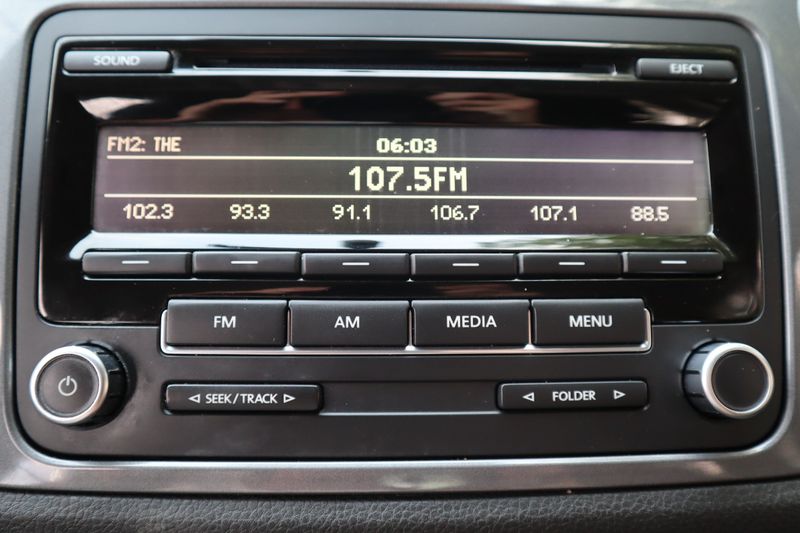 SOUND
EJECT
FM2: THE 06:03
107.5FM
102.3 93.3 91.1 106.7 107.1 88.5
FM AM MEDIA MENU
◁ SEEK/TRACK ▷
◁ FOLDER ▷